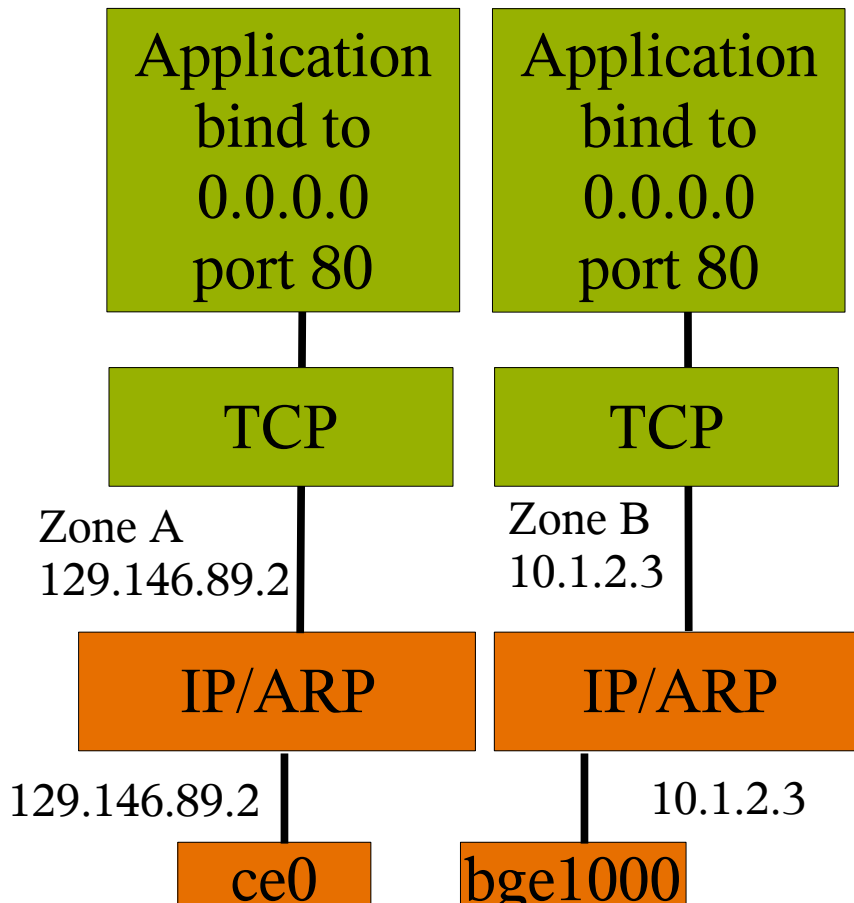 Application
bind to
0.0.0.0
port 80
Application
bind to
0.0.0.0
port 80
TCP
TCP
Zone A
129.146.89.2
Zone B
10.1.2.3
IP/ARP
IP/ARP
129.146.89.2
10.1.2.3
ce0
bge1000